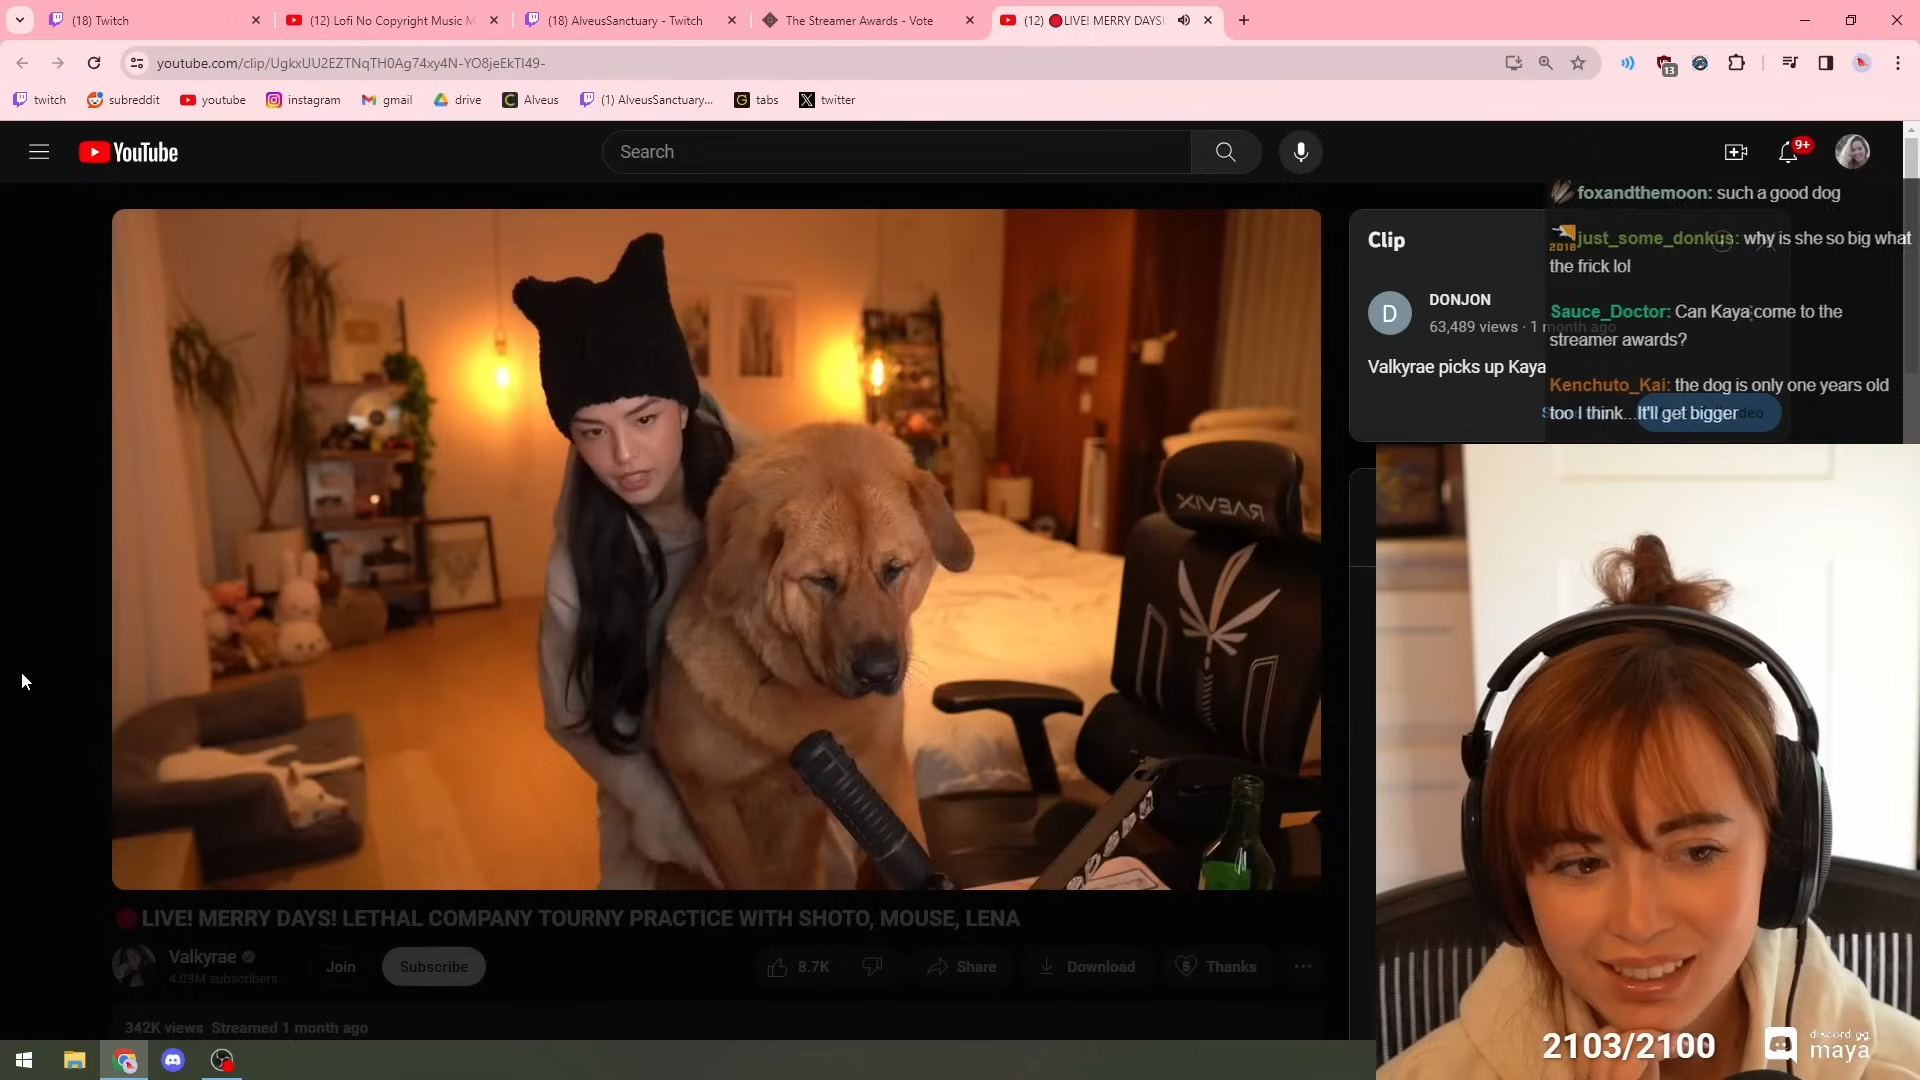 (18) Twitch
(12) Lofi No Copyright Music M
(18) AlveusSanctuary - Twitch
The Streamer Awards - Vote
(12) 🔴LIVE! MERRY DAYS!
youtube.com/clip/UgkxUU2EZTNqTH0Ag74xy4N-YO8jeEkTl49-
13
twitch
subreddit
youtube
instagram
gmail
drive
Alveus
(1) AlveusSanctuary...
tabs
twitter
YouTube
Search
9+
foxandthemoon: such a good dog
2018
just_some_donkus: why is she so big what
the frick lol
Sauce_Doctor: Can Kaya come to the
streamer awards?
Kenchuto_Kai: the dog is only one years old
too I think...It'll get bigger
Clip
D
DONJON
63,489 views · 1 month ago
Valkyrae picks up Kaya
RAEVIX
🔴LIVE! MERRY DAYS! LETHAL COMPANY TOURNY PRACTICE WITH SHOTO, MOUSE, LENA
Valkyrae
4.03M subscribers
Join
Subscribe
8.7K
Share
Download
Thanks
342K views Streamed 1 month ago
2103/2100
discord.gg
maya